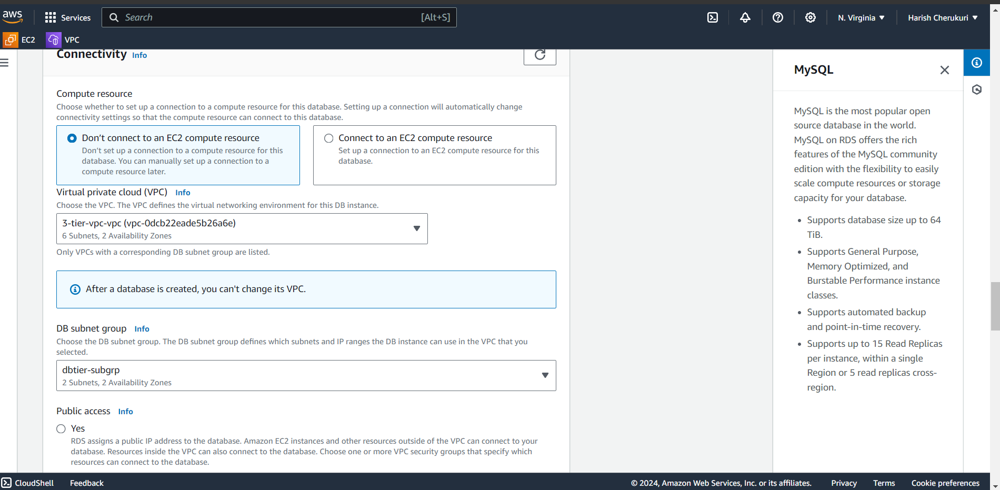 aws
Services
Search
[Alt+S]
N. Virginia
Harish Cherukuri
EC2
VPC
Connectivity Info
Compute resource
Choose whether to set up a connection to a compute resource for this database. Setting up a connection will automatically change
connectivity settings so that the compute resource can connect to this database.
Don’t connect to an EC2 compute resource
Don’t set up a connection to a compute resource for this
database. You can manually set up a connection to a
compute resource later.
Connect to an EC2 compute resource
Set up a connection to an EC2 compute resource for this
database.
Virtual private cloud (VPC) Info
Choose the VPC. The VPC defines the virtual networking environment for this DB instance.
3-tier-vpc-vpc (vpc-0dcb22eade5b26a6e)
6 Subnets, 2 Availability Zones
Only VPCs with a corresponding DB subnet group are listed.
After a database is created, you can't change its VPC.
DB subnet group Info
Choose the DB subnet group. The DB subnet group defines which subnets and IP ranges the DB instance can use in the VPC that you
selected.
dbtier-subgrp
2 Subnets, 2 Availability Zones
Public access Info
Yes
RDS assigns a public IP address to the database. Amazon EC2 instances and other resources outside of the VPC can connect to your
database. Resources inside the VPC can also connect to the database. Choose one or more VPC security groups that specify which
resources can connect to the database.
MySQL
MySQL is the most popular open
source database in the world.
MySQL on RDS offers the rich
features of the MySQL community
edition with the flexibility to easily
scale compute resources or storage
capacity for your database.
• Supports database size up to 64
TiB.
• Supports General Purpose,
Memory Optimized, and
Burstable Performance instance
classes.
• Supports automated backup
and point-in-time recovery.
• Supports up to 15 Read Replicas
per instance, within a single
Region or 5 read replicas cross-
region.
CloudShell
Feedback
© 2024, Amazon Web Services, Inc. or its affiliates.
Privacy
Terms
Cookie preferences